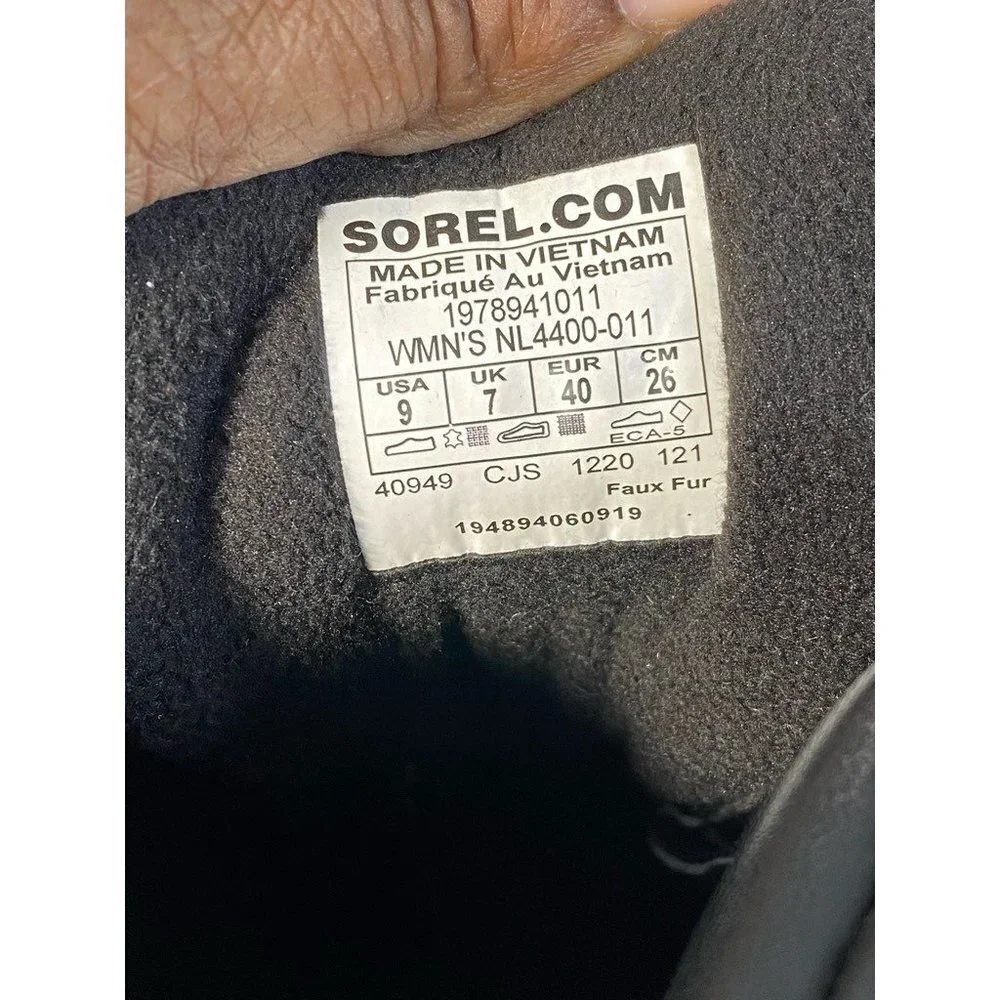 SOREL.COM
MADE IN VIETNAM
Fabriqué Au Vietnam
1978941011
WMN'S NL4400-011
USA UK EUR CM
9 7 40 26
ECA-5
40949 CJS 1220 121
Faux Fur
194894060919